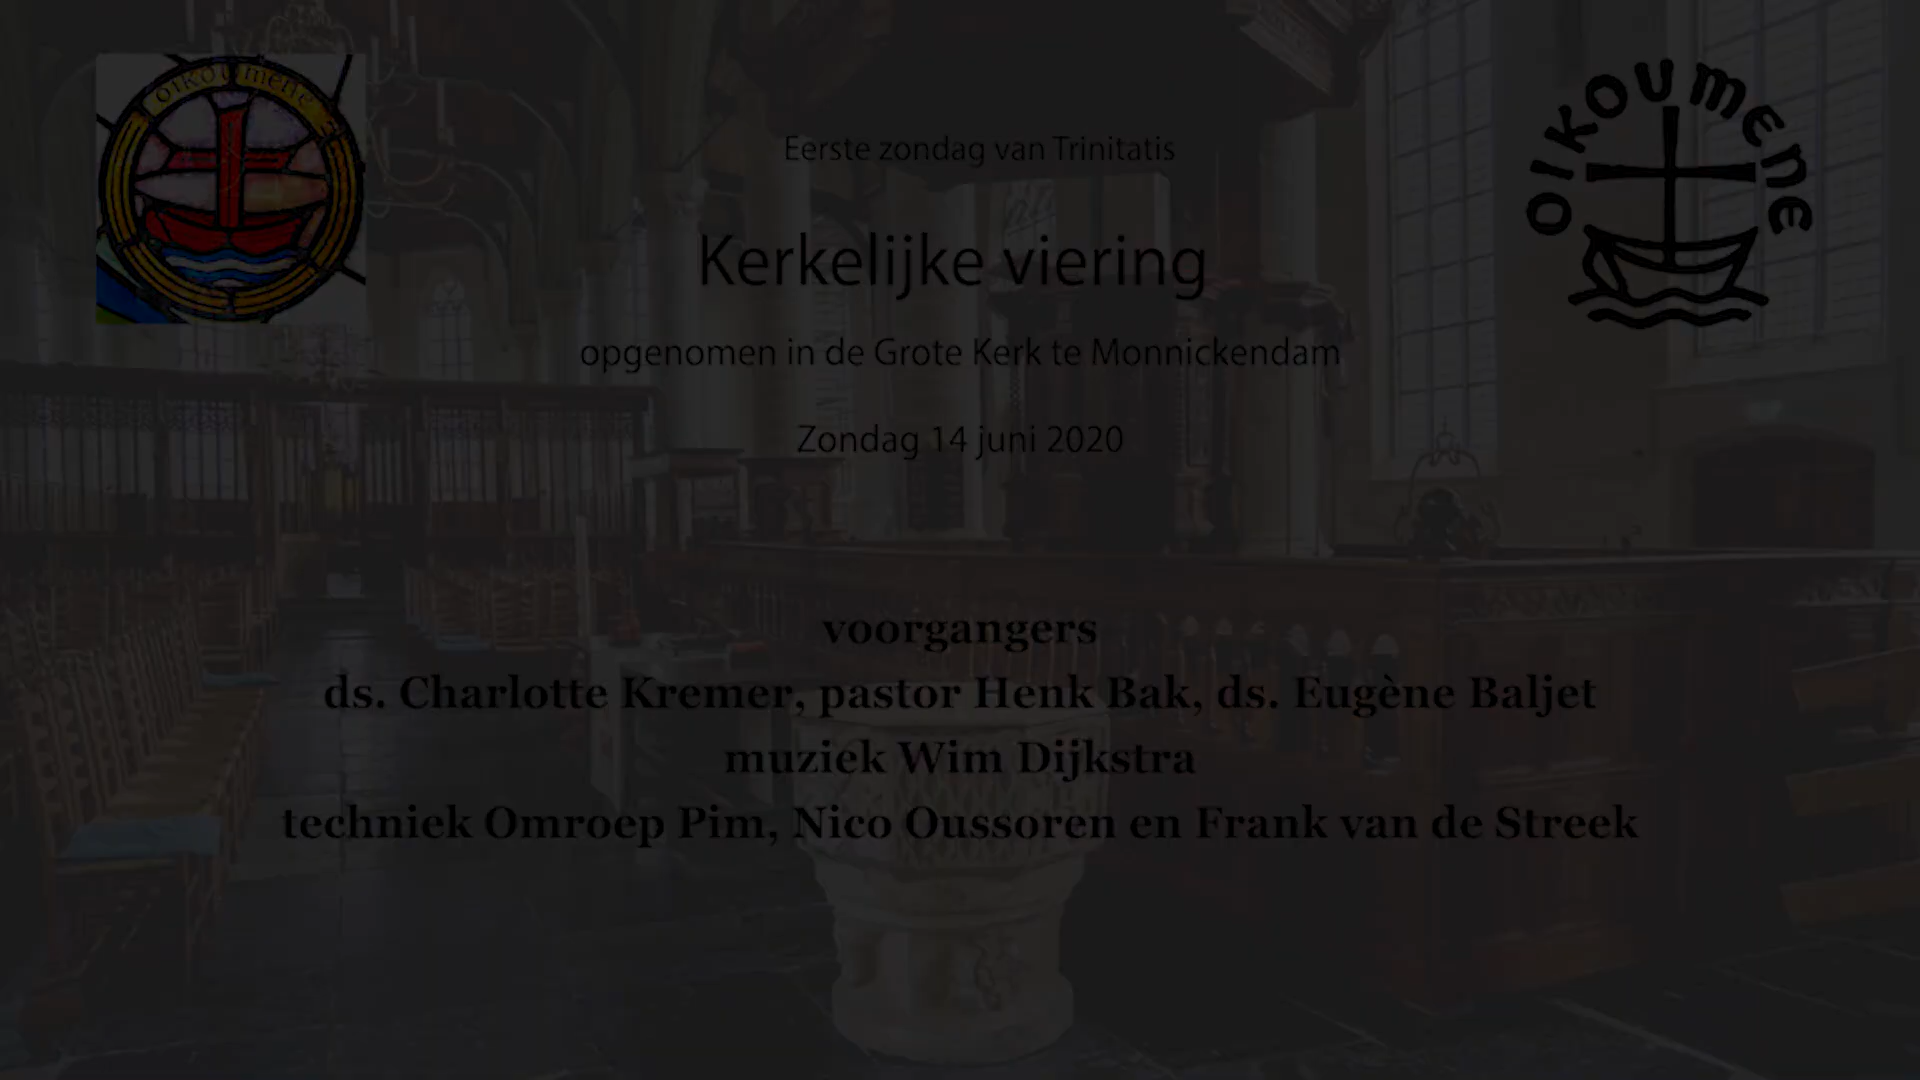 oikoumene
OIKOUMENE
Eerste zondag van Trinitatis
Kerkelijke viering
opgenomen in de Grote Kerk te Monnickendam
Zondag 14 juni 2020
voorgangers
ds. Charlotte Kremer, pastor Henk Bak, ds. Eugène Baljet
muziek Wim Dijkstra
techniek Omroep Pim, Nico Oussoren en Frank van de Streek